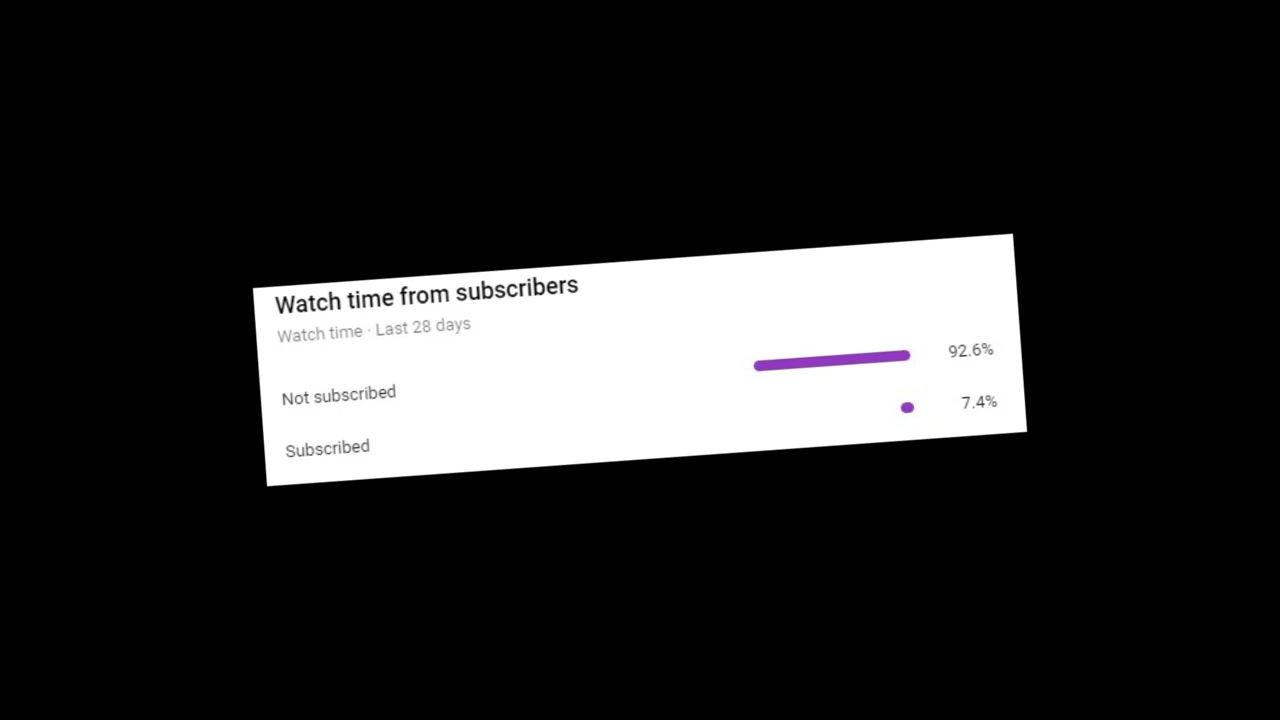 Watch time from subscribers
Watch time · Last 28 days
Not subscribed 92.6%
Subscribed 7.4%